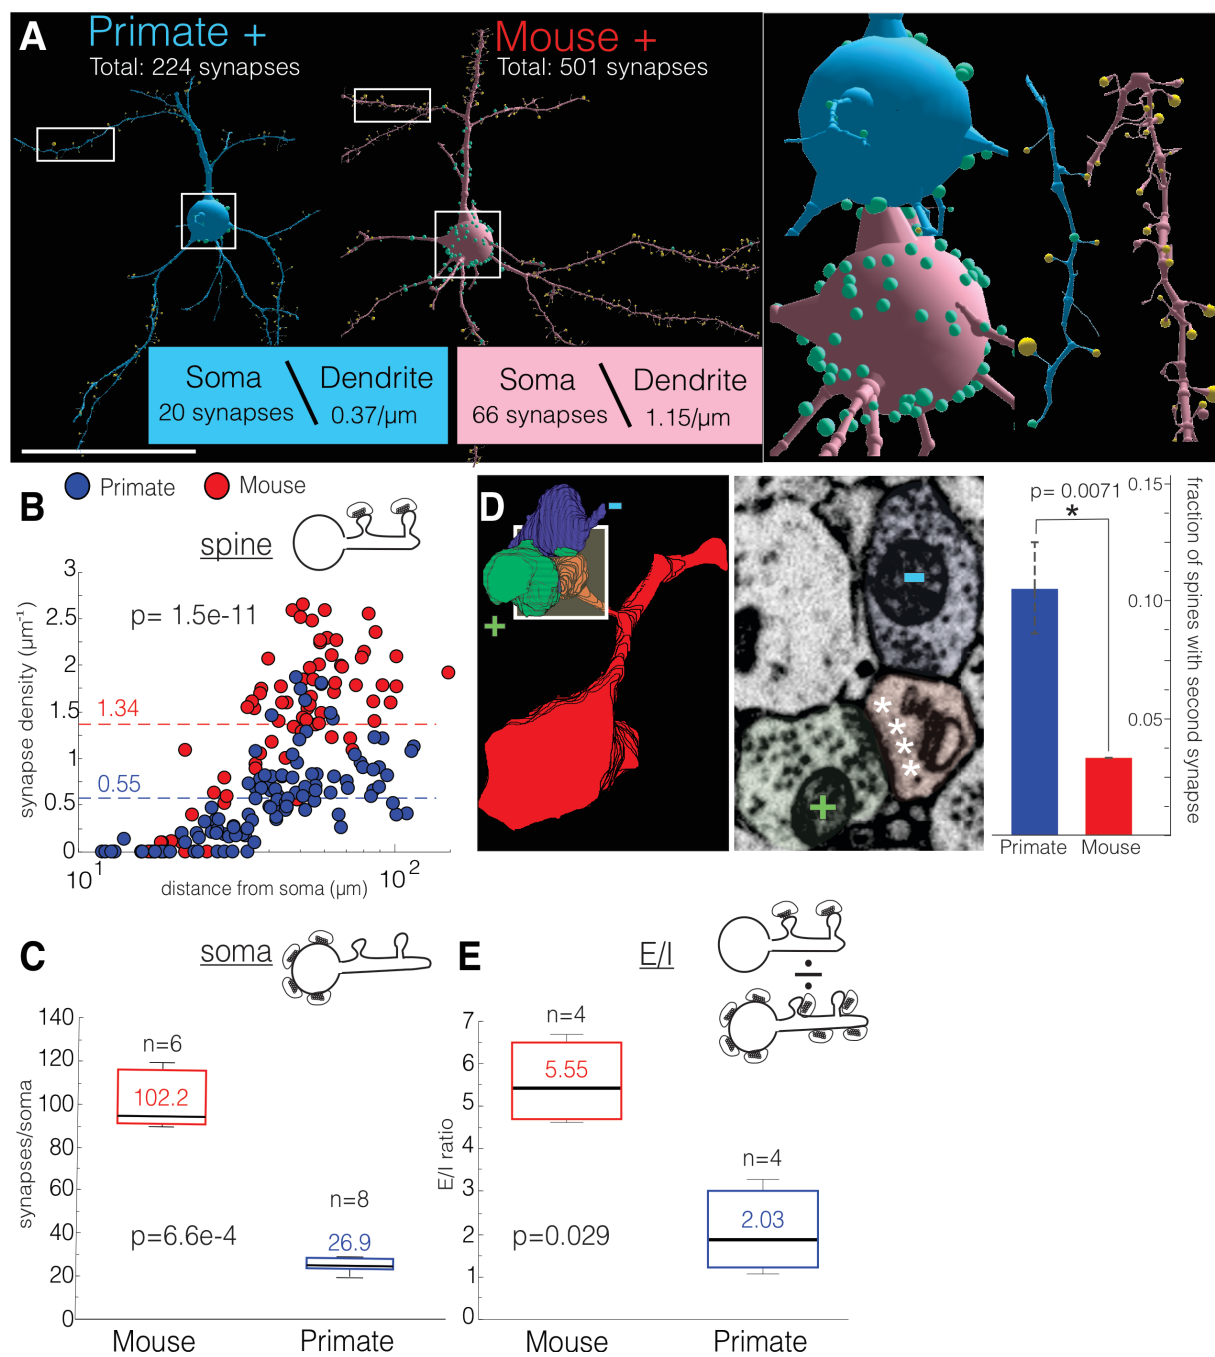 A
Primate +
Total: 224 synapses
Mouse +
Total: 501 synapses
Soma
20 synapses
Dendrite
0.37/µm
Soma
66 synapses
Dendrite
1.15/µm
B
Primate
Mouse
spine
p= 1.5e-11
synapse density (µm⁻¹)
3
2.5
2
1.5
1
0.5
0
1.34
0.55
10¹
10²
distance from soma (µm)
D
-
+
-
+
*
*
*
*
p= 0.0071
*
0.15
0.10
0.05
fraction of spines with second synapse
Primate
Mouse
C
soma
synapses/soma
140
120
100
80
60
40
20
0
n=6
102.2
n=8
26.9
p=6.6e-4
Mouse
Primate
E
E/I
÷
E/I ratio
7
6
5
4
3
2
1
0
n=4
5.55
n=4
2.03
p=0.029
Mouse
Primate